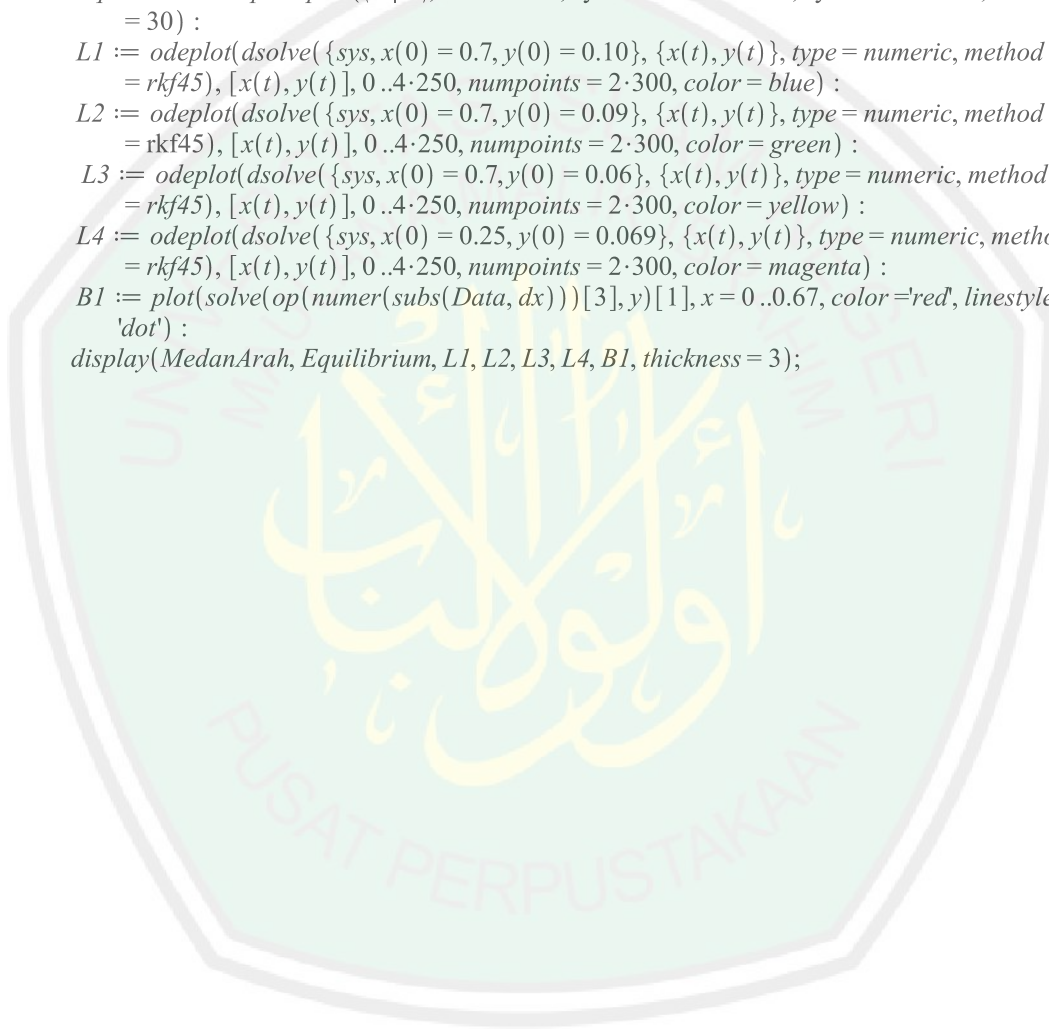 = 30) :
L1 := odeplot(dsolve({sys, x(0) = 0.7, y(0) = 0.10}, {x(t), y(t)}, type = numeric, method
= rkf45), [x(t), y(t)], 0 ..4·250, numpoints = 2·300, color = blue) :
L2 := odeplot(dsolve({sys, x(0) = 0.7, y(0) = 0.09}, {x(t), y(t)}, type = numeric, method
= rkf45), [x(t), y(t)], 0 ..4·250, numpoints = 2·300, color = green) :
L3 := odeplot(dsolve({sys, x(0) = 0.7, y(0) = 0.06}, {x(t), y(t)}, type = numeric, method
= rkf45), [x(t), y(t)], 0 ..4·250, numpoints = 2·300, color = yellow) :
L4 := odeplot(dsolve({sys, x(0) = 0.25, y(0) = 0.069}, {x(t), y(t)}, type = numeric, metho
= rkf45), [x(t), y(t)], 0 ..4·250, numpoints = 2·300, color = magenta) :
B1 := plot(solve(op(numer(subs(Data, dx)))[3], y)[1], x = 0 ..0.67, color ='red', linestyle
'dot') :
display(MedanArah, Equilibrium, L1, L2, L3, L4, B1, thickness = 3);
PUSAT PERPUSTAKAAN